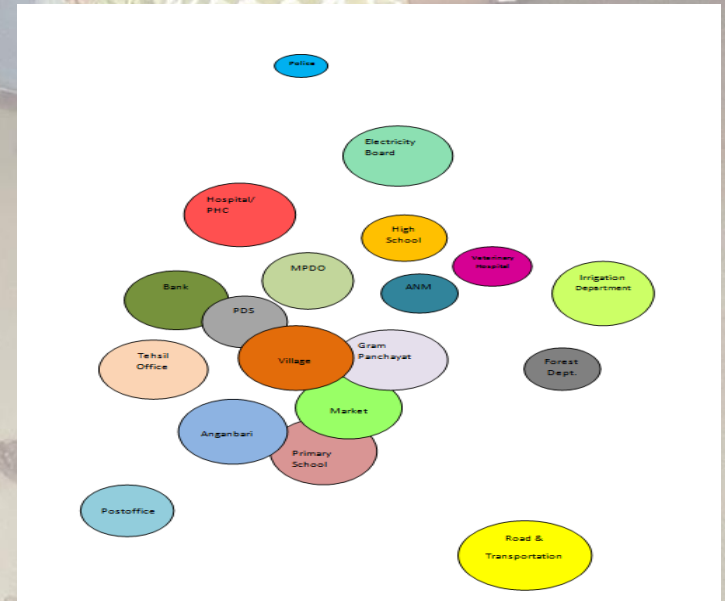 Police
Electricity
Board
Hospital/
PHC
High
School
Veterinary
Hospital
MPDO
Irrigation
Department
Bank
ANM
PDS
Gram
Panchayat
Tehsil
Office
Village
Forest
Dept.
Market
Anganbari
Primary
School
Postoffice
Road &
Transportation